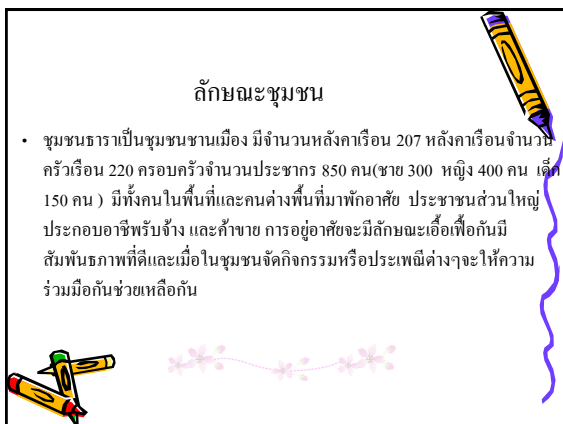 ลักษณะชุมชน
• ชุมชนธาราเป็นชุมชนชานเมือง มีจำนวนหลังคาเรือน 207 หลังคาเรือนจำนวน
ครัวเรือน 220 ครอบครัวจำนวนประชากร 850 คน(ชาย 300 หญิง 400 คน เด็ก
150 คน ) มีทั้งคนในพื้นที่และคนต่างพื้นที่มาพักอาศัย ประชาชนส่วนใหญ่
ประกอบอาชีพรับจ้าง และค้าขาย การอยู่อาศัยจะมีลักษณะเอื้อเฟื้อกันมี
สัมพันธภาพที่ดีและเมื่อในชุมชนจัดกิจกรรมหรือประเพณีต่างๆจะให้ความ
ร่วมมือกันช่วยเหลือกัน